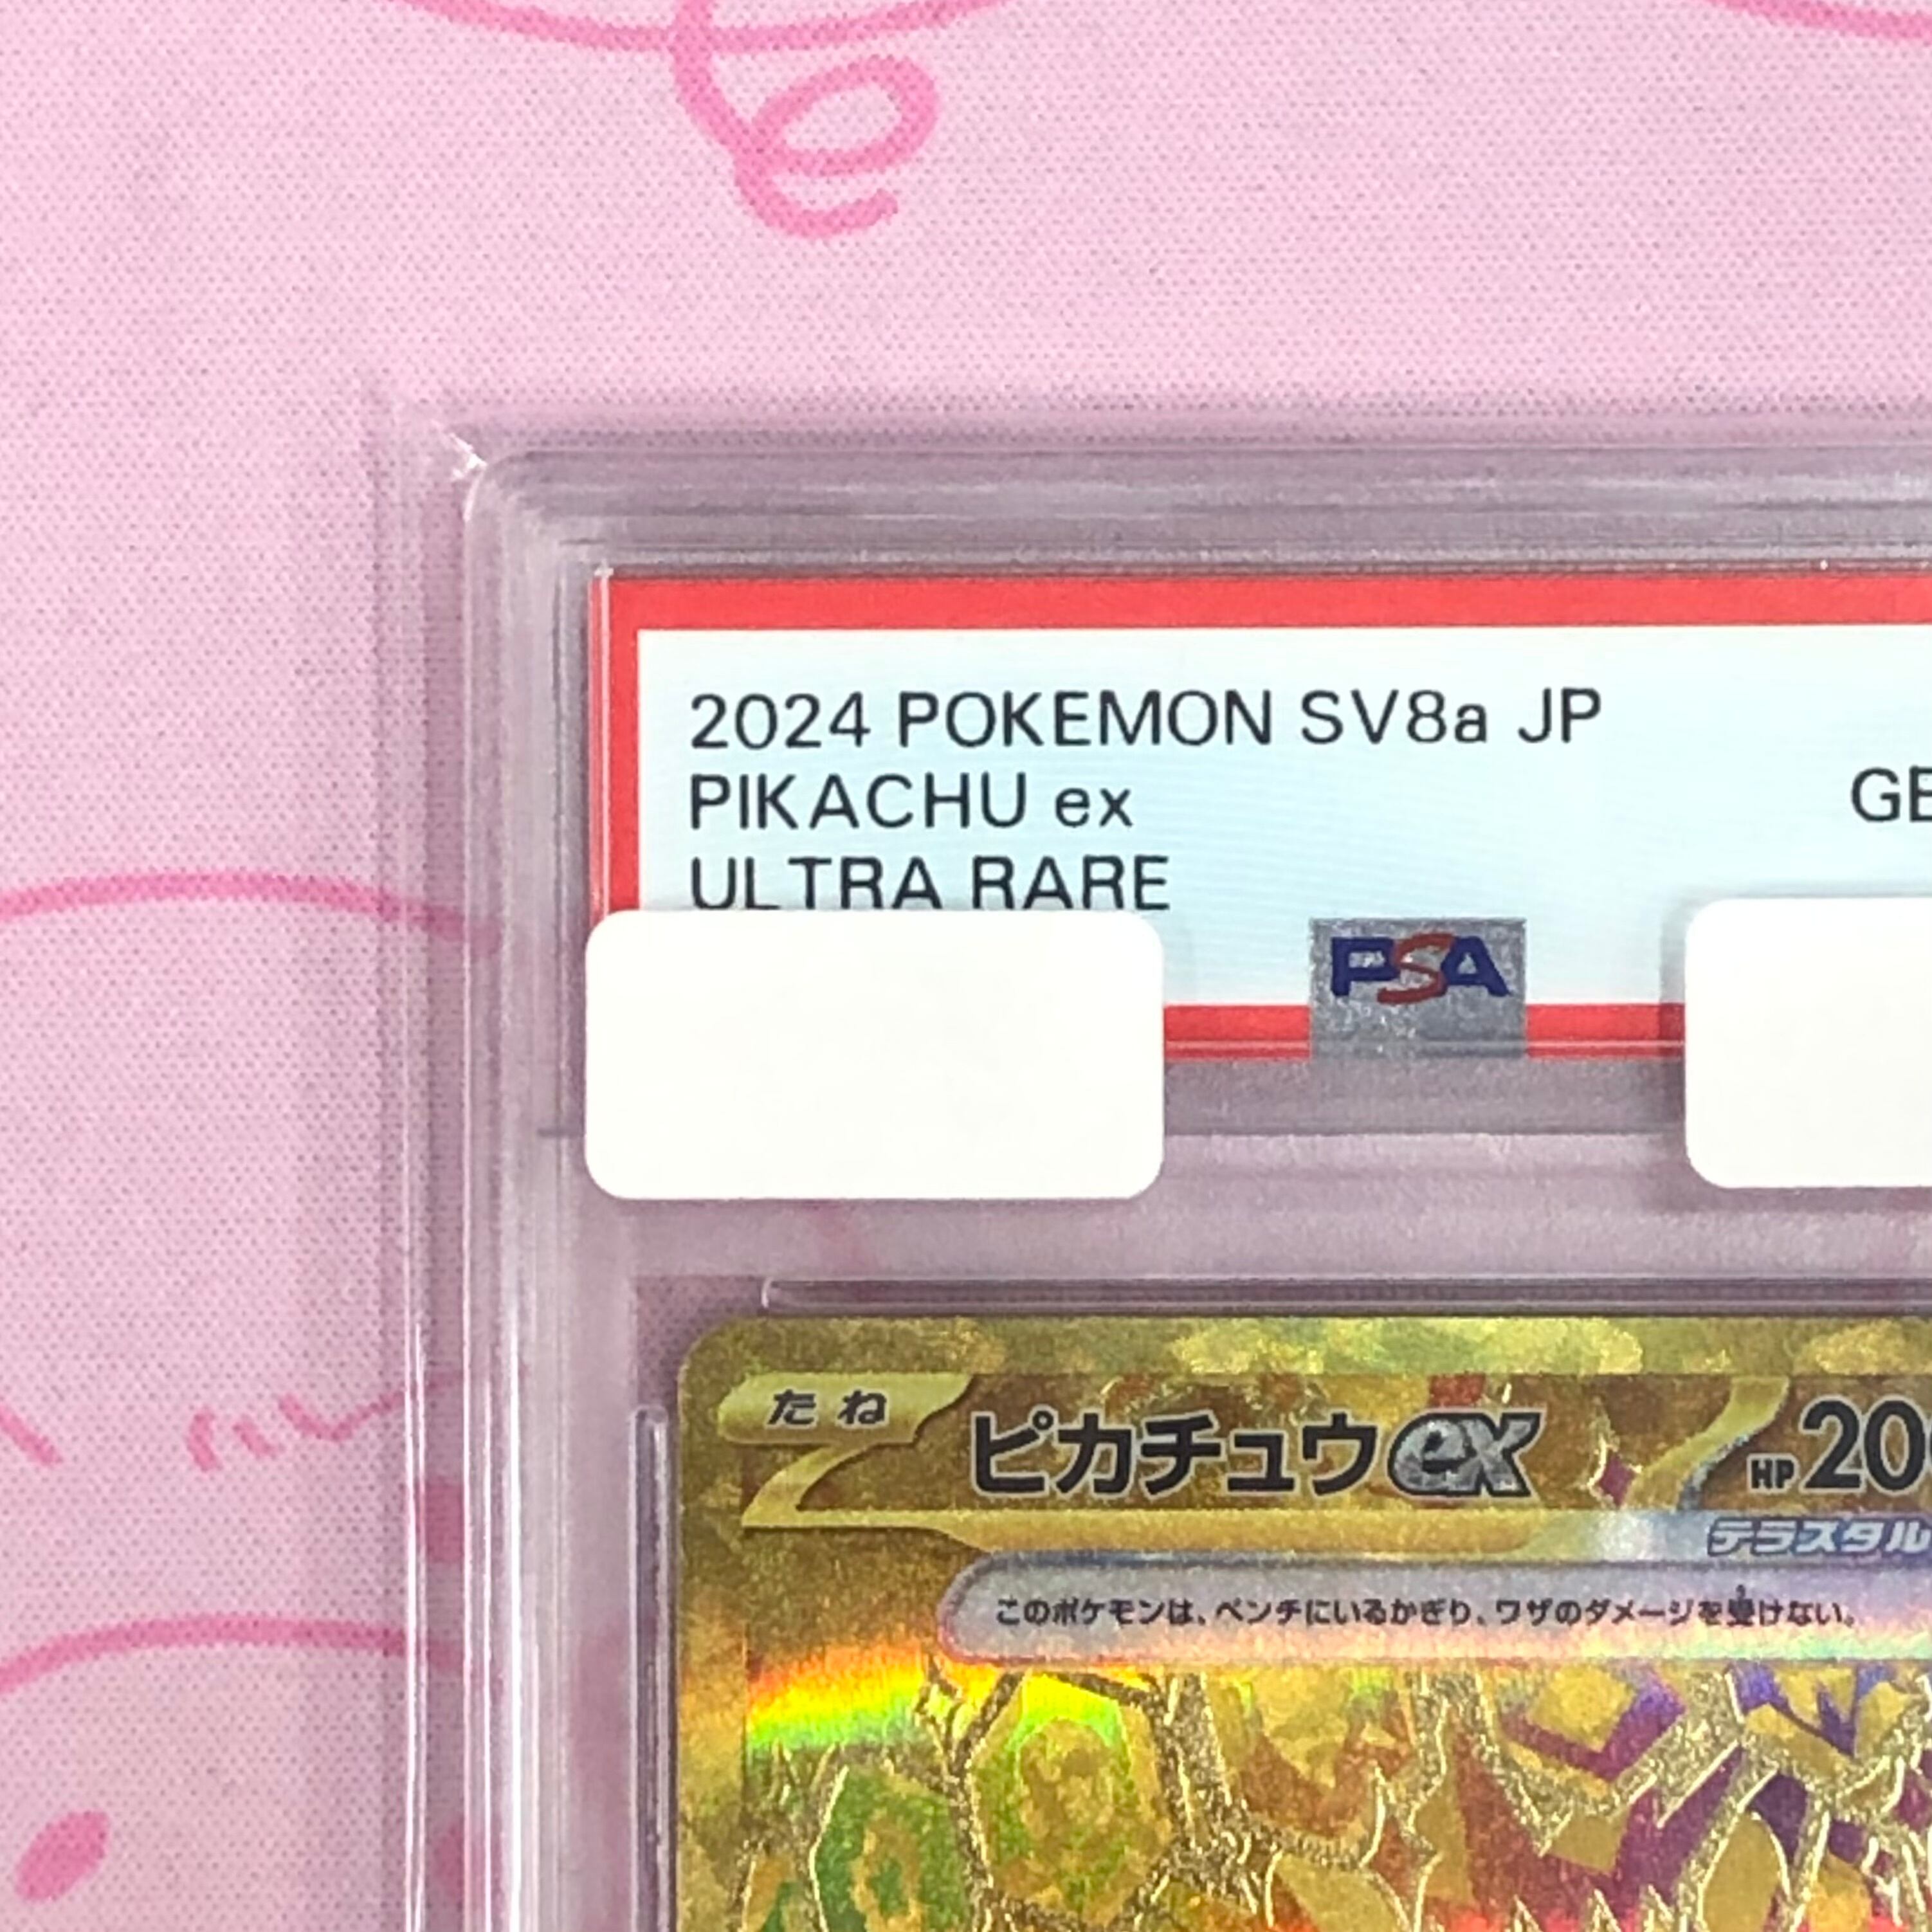 2024 POKEMON SV8a JP
PIKACHU ex
GE
ULTRA RARE
PSA
たね
ピカチュウex
HP 200
テラスタル
このポケモンは、ベンチにいるかぎり、ワザのダメージを受けない。